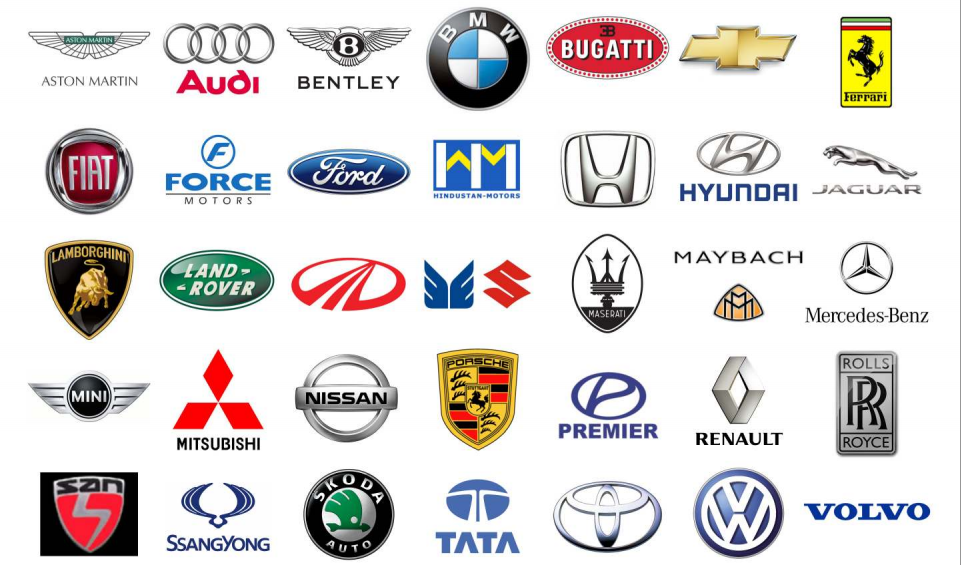 ASTON MARTIN
ASTON MARTIN
Audi
B
BENTLEY
BMW
EB
BUGATTI
Ferrari
FIAT
F
FORCE
MOTORS
Ford
HM
HINDUSTAN-MOTORS
H
HYUNDAI
JAGUAR
LAMBORGHINI
LAND-
-ROVER
MASERATI
MAYBACH
MM
Mercedes-Benz
MINI
MITSUBISHI
NISSAN
PORSCHE
STUTTGART
P
PREMIER
RENAULT
ROLLS
RR
ROYCE
San
SSANGYONG
SKODA
AUTO
TATA
VW
VOLVO